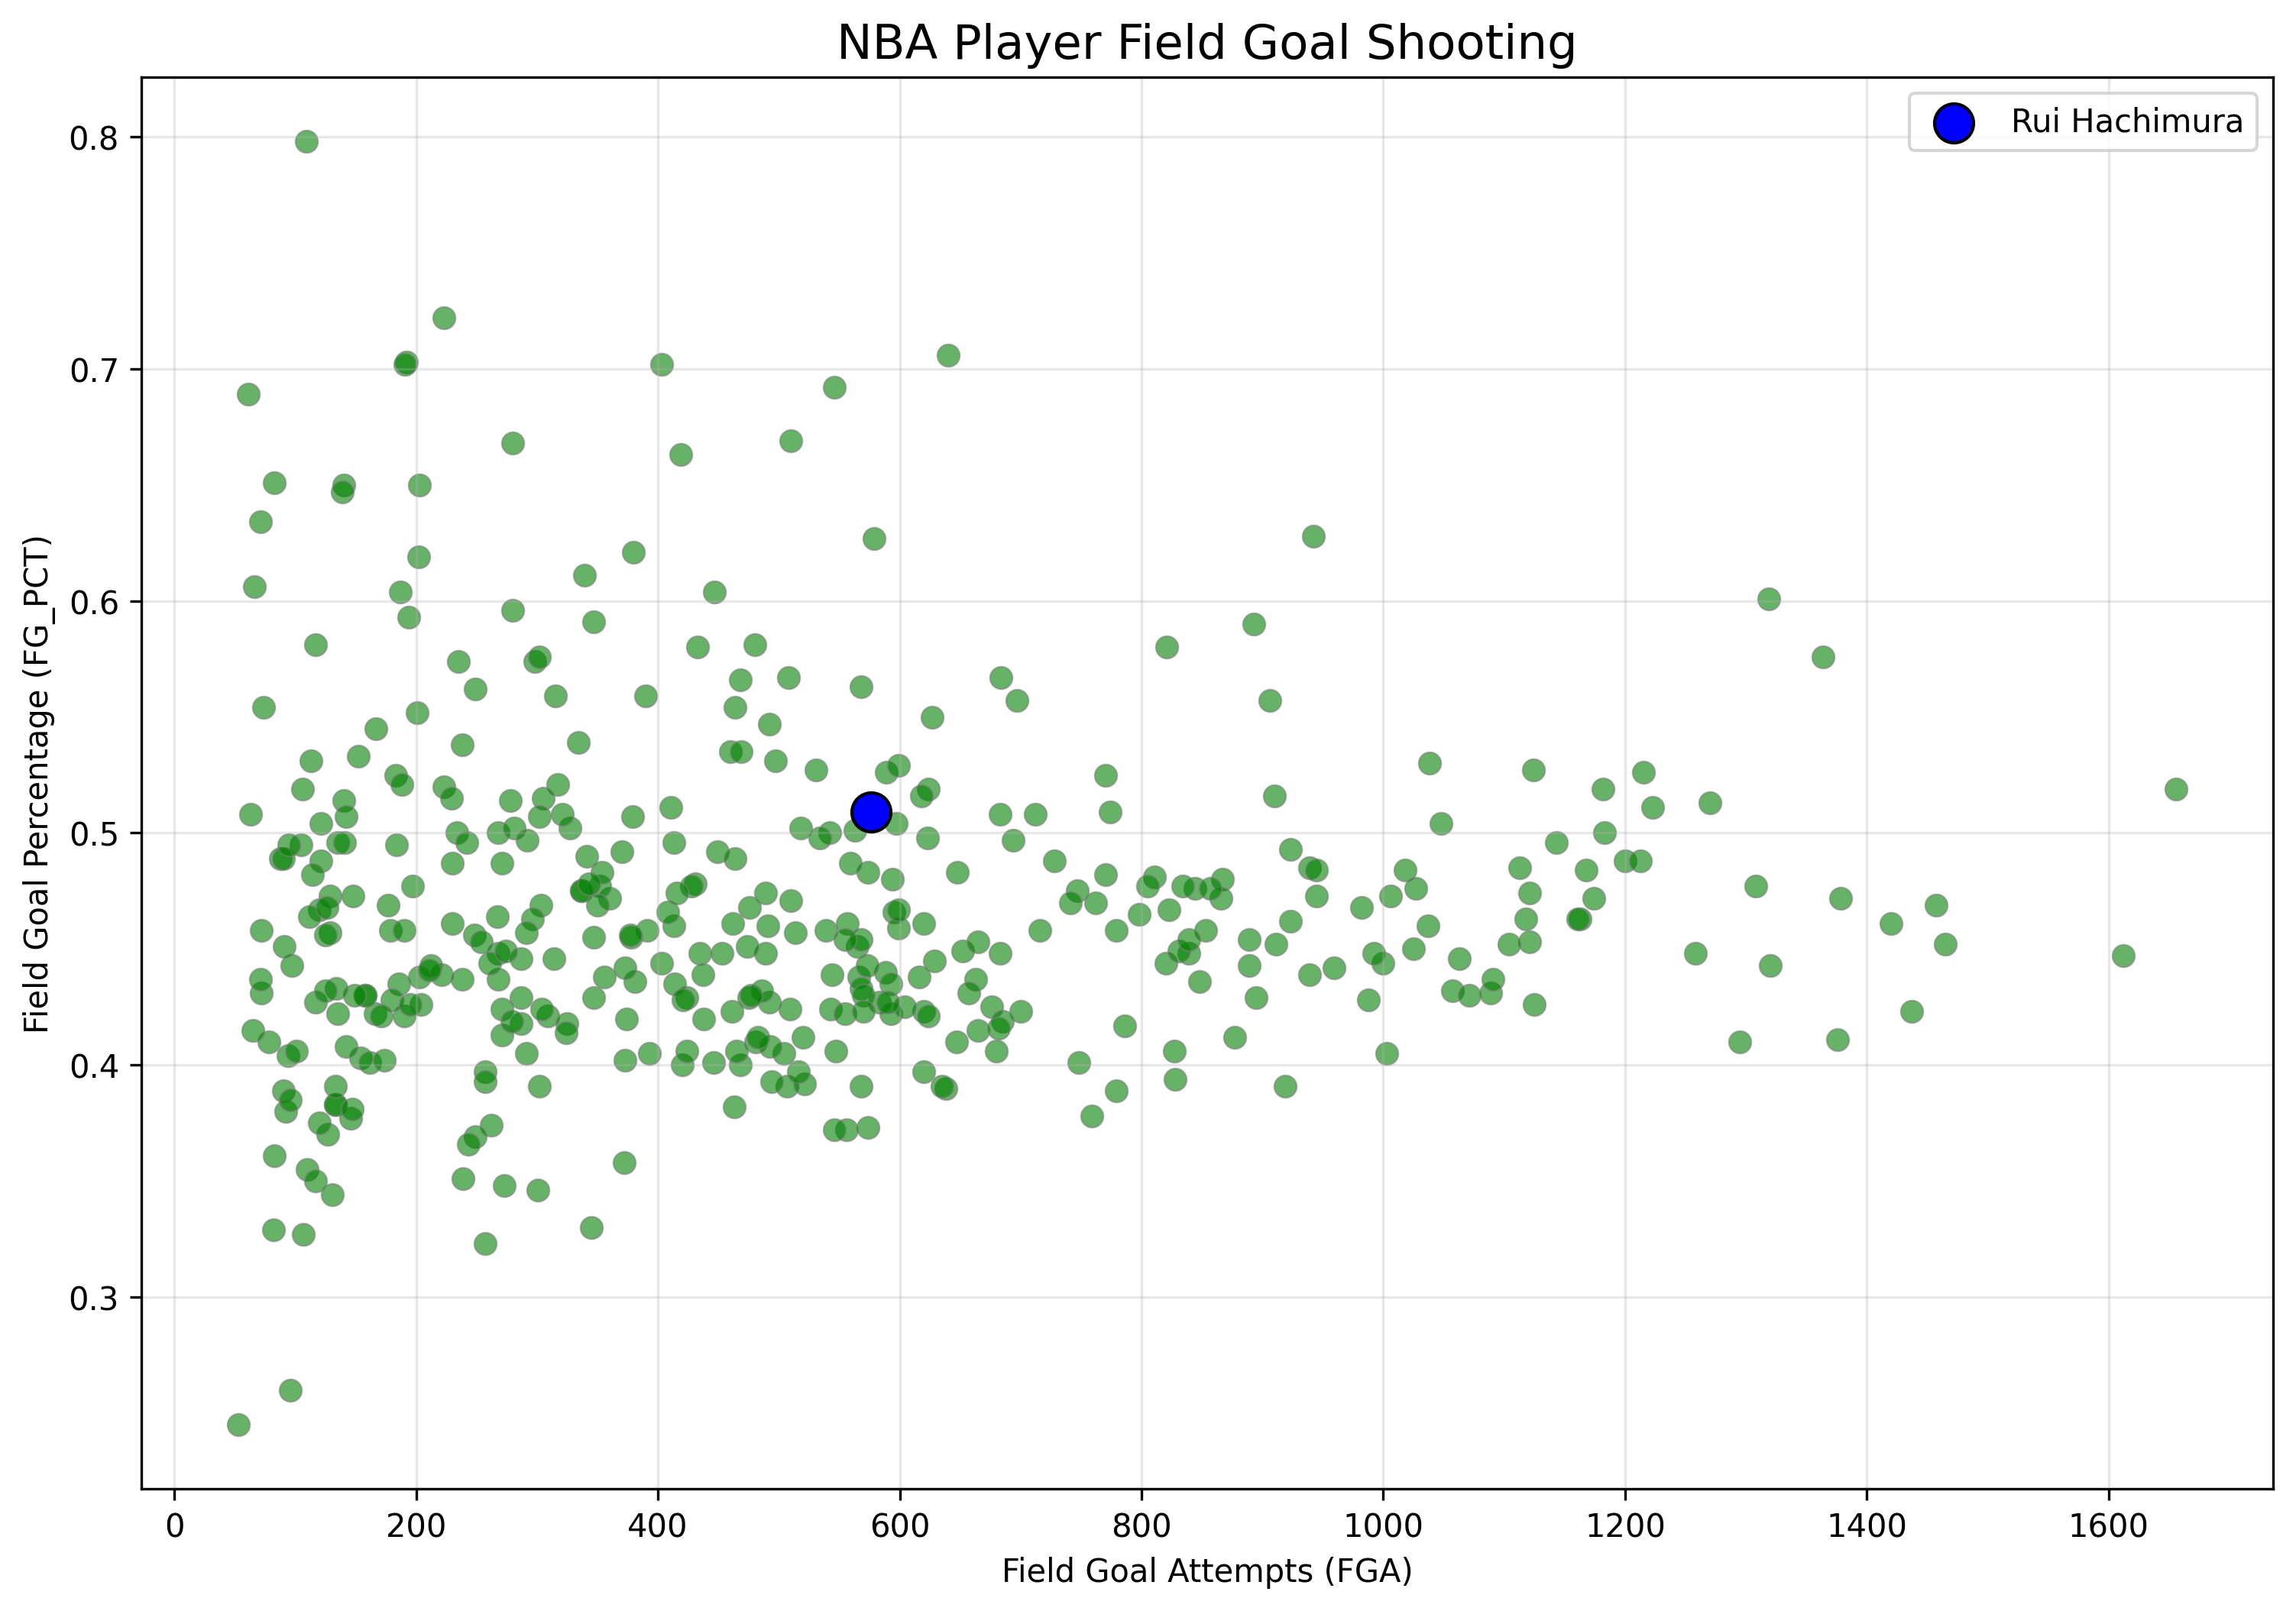 NBA Player Field Goal Shooting
Rui Hachimura
Field Goal Percentage (FG_PCT)
0.8
0.7
0.6
0.5
0.4
0.3
0 200 400 600 800 1000 1200 1400 1600
Field Goal Attempts (FGA)